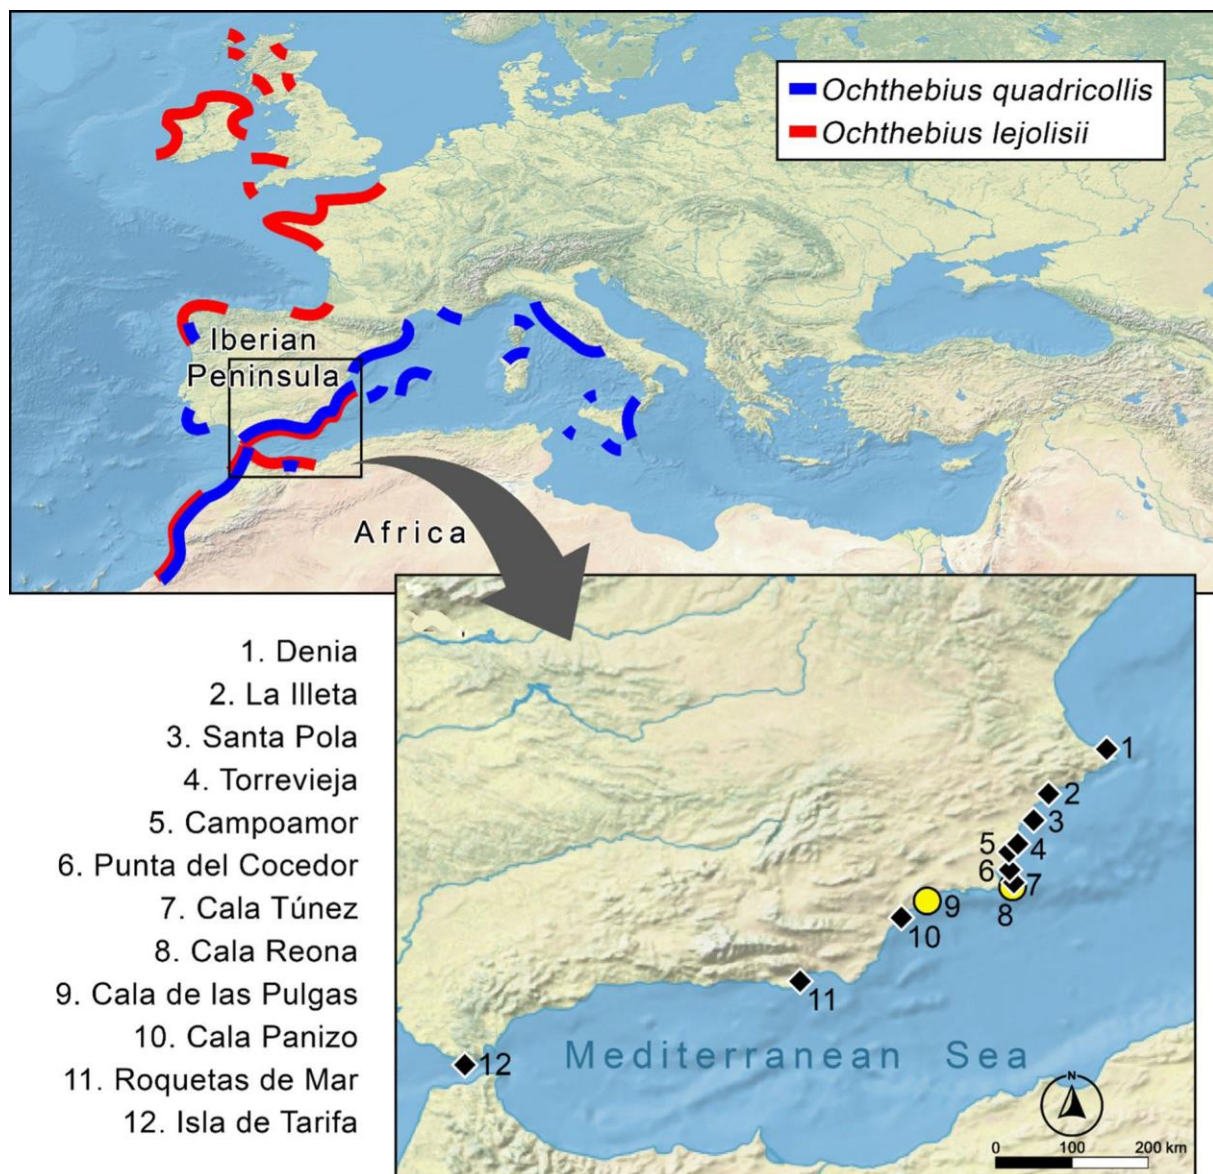 Ochthebius quadricollis
Ochthebius lejolisii
Iberian
Peninsula
Africa
1. Denia
2. La Illeta
3. Santa Pola
4. Torrevieja
5. Campoamor
6. Punta del Cocedor
7. Cala Túnez
8. Cala Reona
9. Cala de las Pulgas
10. Cala Panizo
11. Roquetas de Mar
12. Isla de Tarifa
1
2
3
4
5
6
7
8
9
10
11
12
Mediterranean Sea
N
0 100 200 km